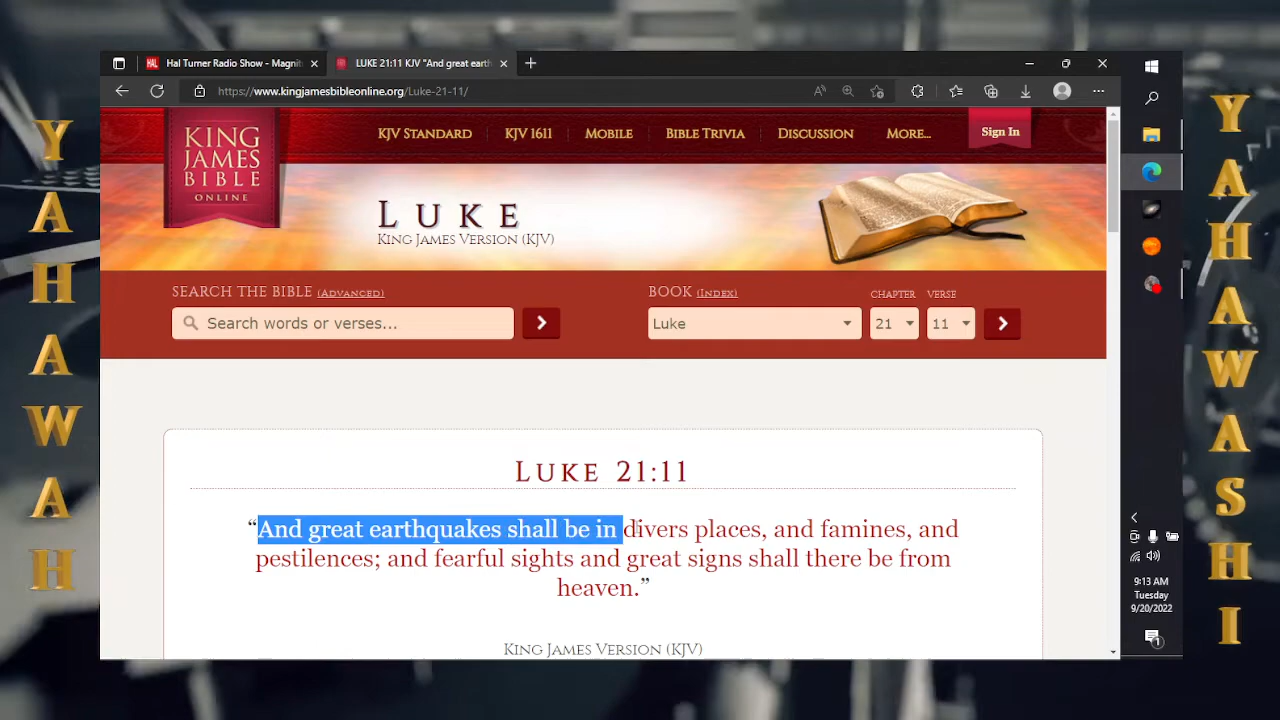 YAHAWAH
HAL Hal Turner Radio Show - Magnit
LUKE 21:11 KJV "And great earth
https://www.kingjamesbibleonline.org/Luke-21-11/
KING
JAMES
BIBLE
ONLINE
KJV STANDARD
KJV 1611
MOBILE
BIBLE TRIVIA
DISCUSSION
MORE...
Sign In
LUKE
KING JAMES VERSION (KJV)
SEARCH THE BIBLE (ADVANCED)
Search words or verses...
BOOK (INDEX)
CHAPTER
VERSE
Luke
21
11
LUKE 21:11
“And great earthquakes shall be in divers places, and famines, and
pestilences; and fearful sights and great signs shall there be from
heaven.”
KING JAMES VERSION (KJV)
9:13 AM
Tuesday
9/20/2022
1
YAHAWASHI